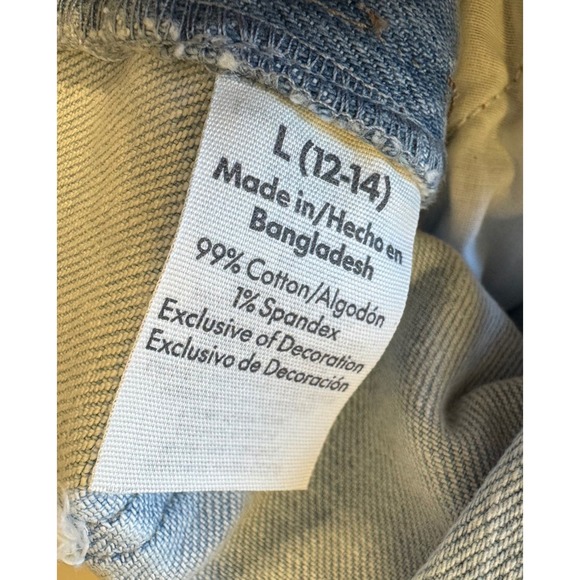 L (12-14)
Made in/Hecho en
Bangladesh
99% Cotton/Algodón
1% Spandex
Exclusive of Decoration
Exclusivo de Decoración